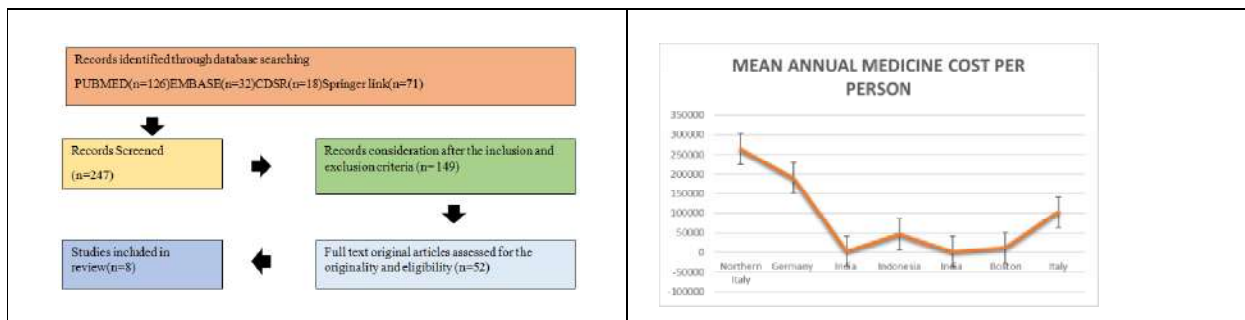 Records identified through database searching
PUBMED(n=126)EMBASE(n=32)CDSR(n=18)Springer link(n=71)
Records Screened
(n=247)
Records consideration after the inclusion and
exclusion criteria (n= 149)
Studies included in
review(n=8)
Full text original articles assessed for the
originality and eligibility (n=52)
MEAN ANNUAL MEDICINE COST PER
PERSON
350000
300000
250000
200000
150000
100000
50000
0
-50000
-100000
Northern
Italy
Germany
India
Indonesia
India
Boston
Italy